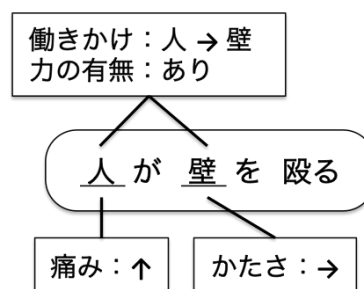 働きかけ：人 → 壁
力の有無：あり
人 が 壁 を 殴る
痛み：↑
かたさ：→